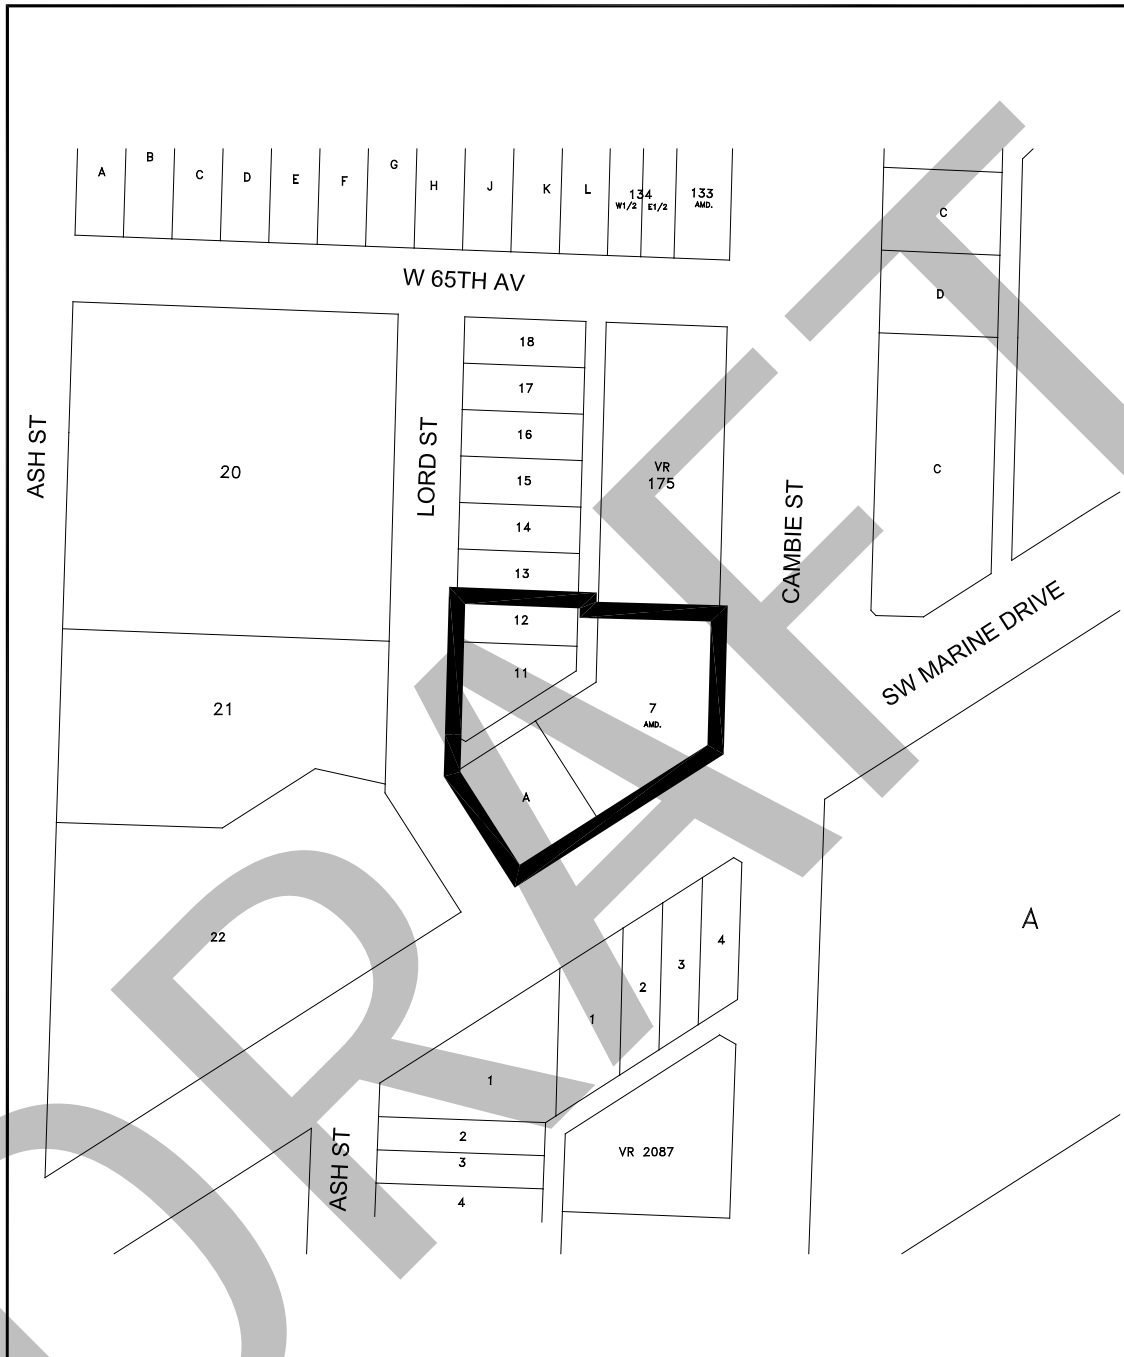 A
B
C
D
E
F
G
H
J
K
L
134
W1/2
E1/2
133
AMD.
C
W 65TH AV
D
18
17
16
15
14
13
12
11
ASH ST
20
LORD ST
VR
175
CAMBIE ST
C
SW MARINE DRIVE
21
7
AMD.
A
22
4
3
2
1
A
1
2
3
4
ASH ST
VR 2087
DRAFT